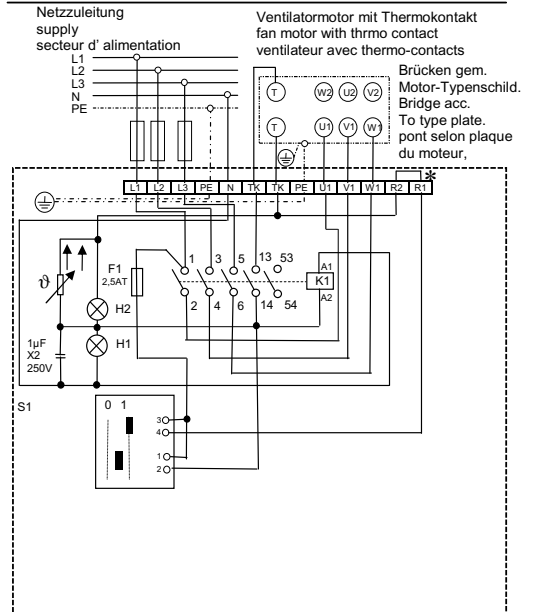 Netzzuleitung
supply
secteur d' alimentation
Ventilatormotor mit Thermokontakt
fan motor with thrmo contact
ventilateur avec thermo-contacts
L1
L2
L3
N
PE
Brücken gem.
Motor-Typenschild.
Bridge acc.
To type plate.
pont selon plaque
du moteur,
T W2 U2 V2
T U1 V1 W1
L1 L2 L3 PE N TK TK PE U1 V1 W1 R2 R1 *
1 3 5 13 53
2 4 6 14 54
A1
K1
A2
F1
2,5AT
ϑ
H2
H1
1µF
X2
250V
S1
0 1
3
4
1
2